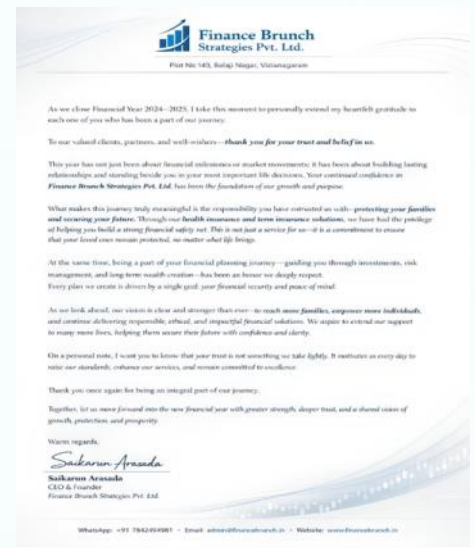 Finance Brunch
Strategies Pvt. Ltd.
Plot No 145, Balaji Nagar, Vizianagaram
As we close Financial Year 2024–2025, I take this moment to personally extend my heartfelt gratitude to
each one of you who has been a part of our journey.
To our valued clients, partners, and well-wishers—thank you for your trust and belief in us.
This year has not just been about financial milestones or market movements; it has been about building lasting
relationships and standing beside you in your most important life decisions. Your continued confidence in
Finance Brunch Strategies Pvt. Ltd. has been the foundation of our growth and purpose.
What makes this journey truly meaningful is the responsibility you have entrusted us with—protecting your families
and securing your future. Through our health insurance and term insurance solutions, we have had the privilege
of helping you build a strong financial safety net. This is not just a service for us—it is a commitment to ensure
that your loved ones remain protected, no matter what life brings.
At the same time, being a part of your financial planning journey—guiding you through investments, risk
management, and long-term wealth creation—has been an honor we deeply respect.
Every plan we create is driven by a single goal: your financial security and peace of mind.
As we look ahead, our vision is clear and stronger than ever—to reach more families, empower more individuals,
and continue delivering responsible, ethical, and impactful financial solutions. We aspire to extend our support
to many more lives, helping them secure their future with confidence and clarity.
On a personal note, I want you to know that your trust is not something we take lightly. It motivates us every day to
raise our standards, enhance our services, and remain committed to excellence.
Thank you once again for being an integral part of our journey.
Together, let us move forward into the new financial year with greater strength, deeper trust, and a shared vision of
growth, protection, and prosperity.
Warm regards,
Saikarun Arasada
Saikarun Arasada
CEO & Founder
Finance Brunch Strategies Pvt. Ltd.
WhatsApp: +91 7842494981 - Email: admin@financebrunch.in - Website: www.financebrunch.in